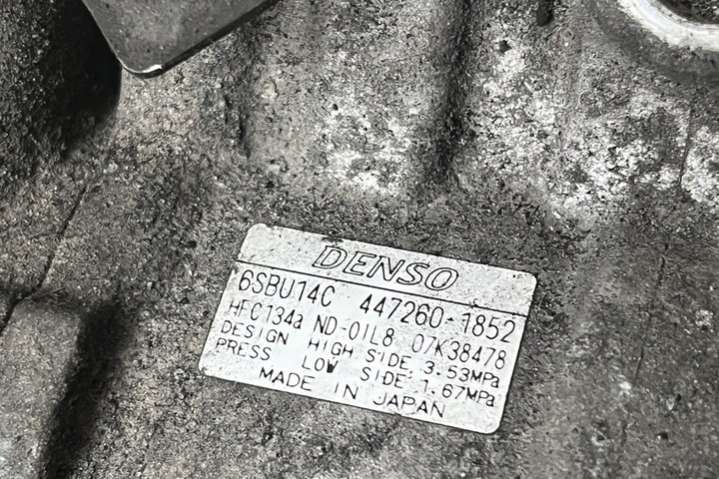 DENSO
6SBU14C 447260-1852
HFC134a ND-OIL8 07K38478
DESIGN HIGH SIDE: 3.53MPa
PRESS LOW SIDE: 1.67MPa
MADE IN JAPAN